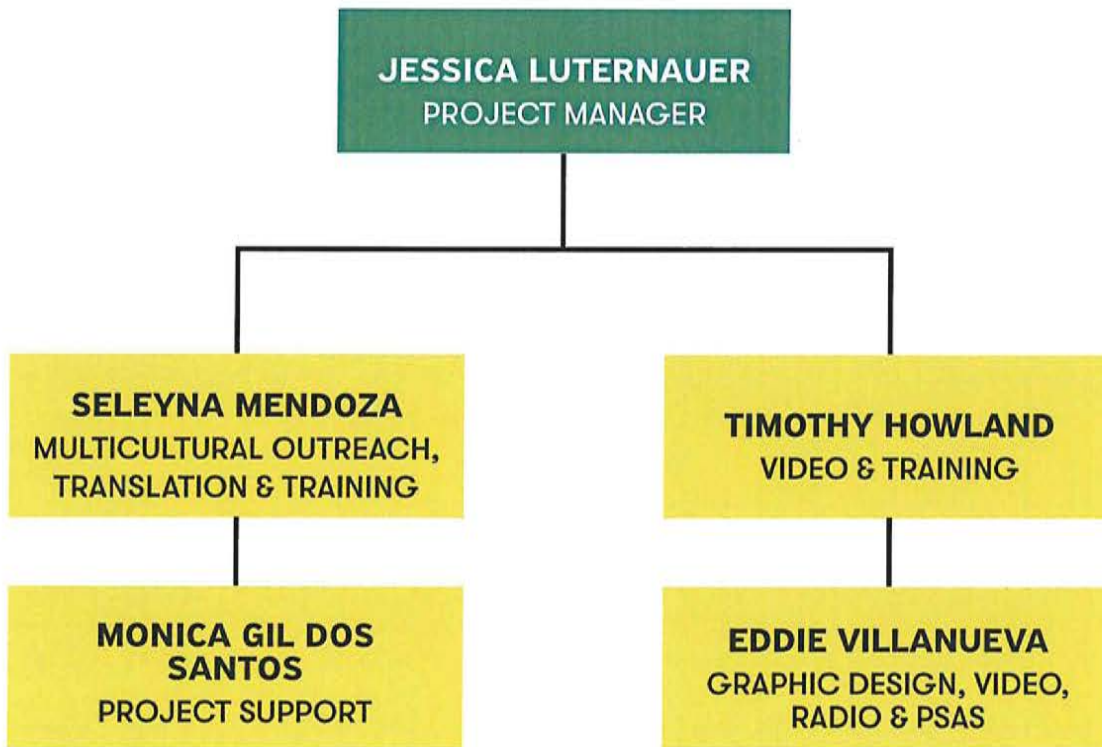 JESSICA LUTERNAUER
PROJECT MANAGER
SELEYNA MENDOZA
MULTICULTURAL OUTREACH,
TRANSLATION & TRAINING
TIMOTHY HOWLAND
VIDEO & TRAINING
MONICA GIL DOS
SANTOS
PROJECT SUPPORT
EDDIE VILLANUEVA
GRAPHIC DESIGN, VIDEO,
RADIO & PSAS